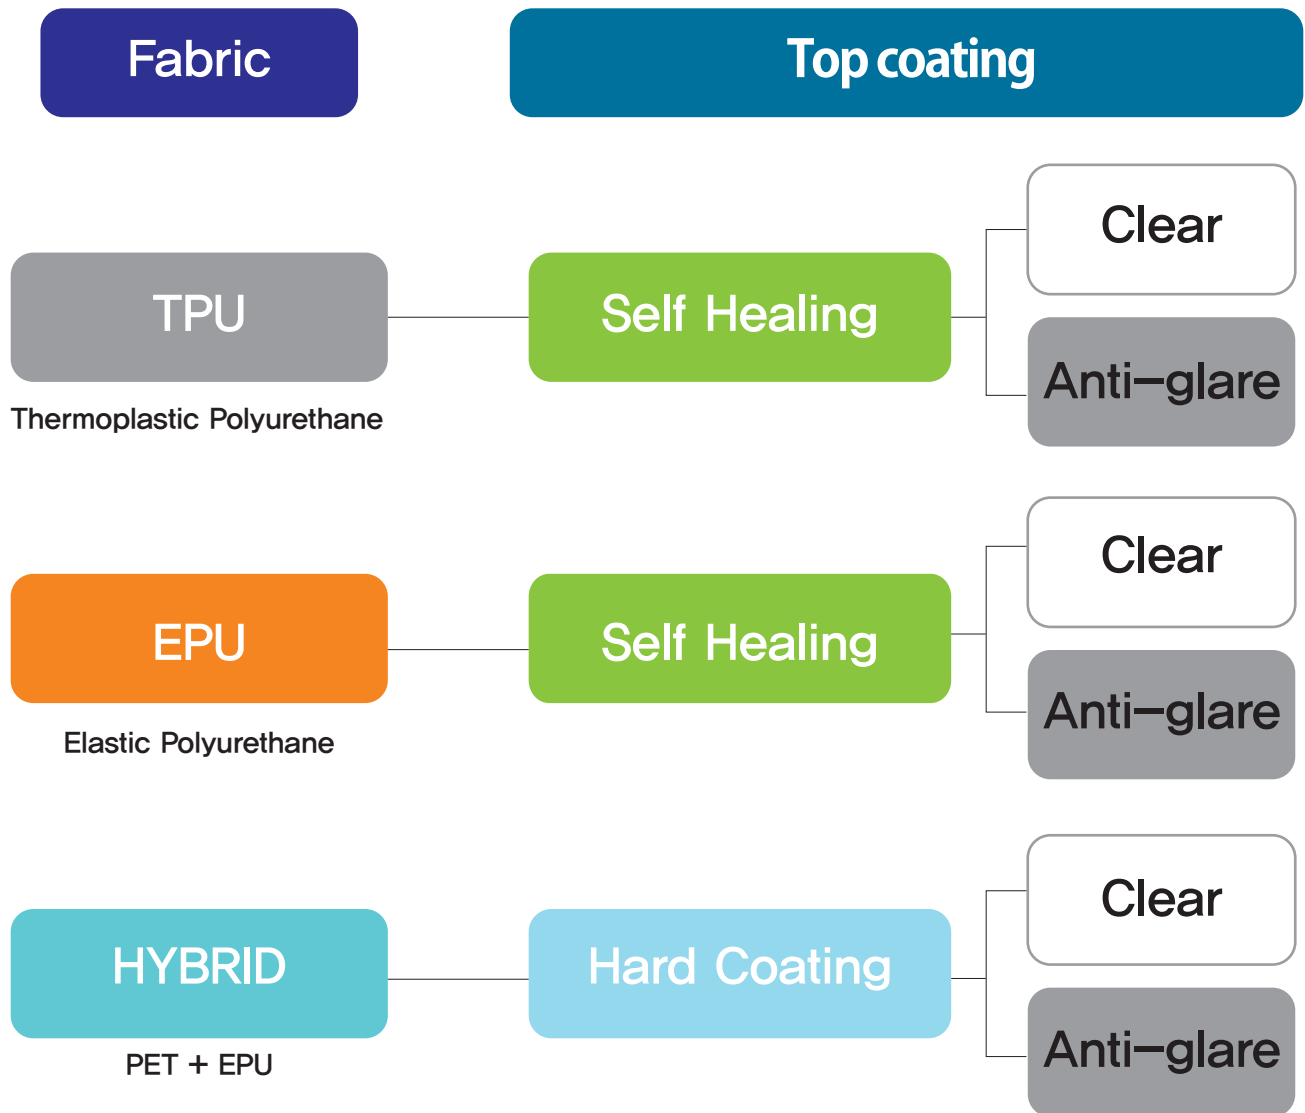 Fabric
Top coating
TPU
Thermoplastic Polyurethane
Self Healing
Clear
Anti-glare
EPU
Elastic Polyurethane
Self Healing
Clear
Anti-glare
HYBRID
PET + EPU
Hard Coating
Clear
Anti-glare